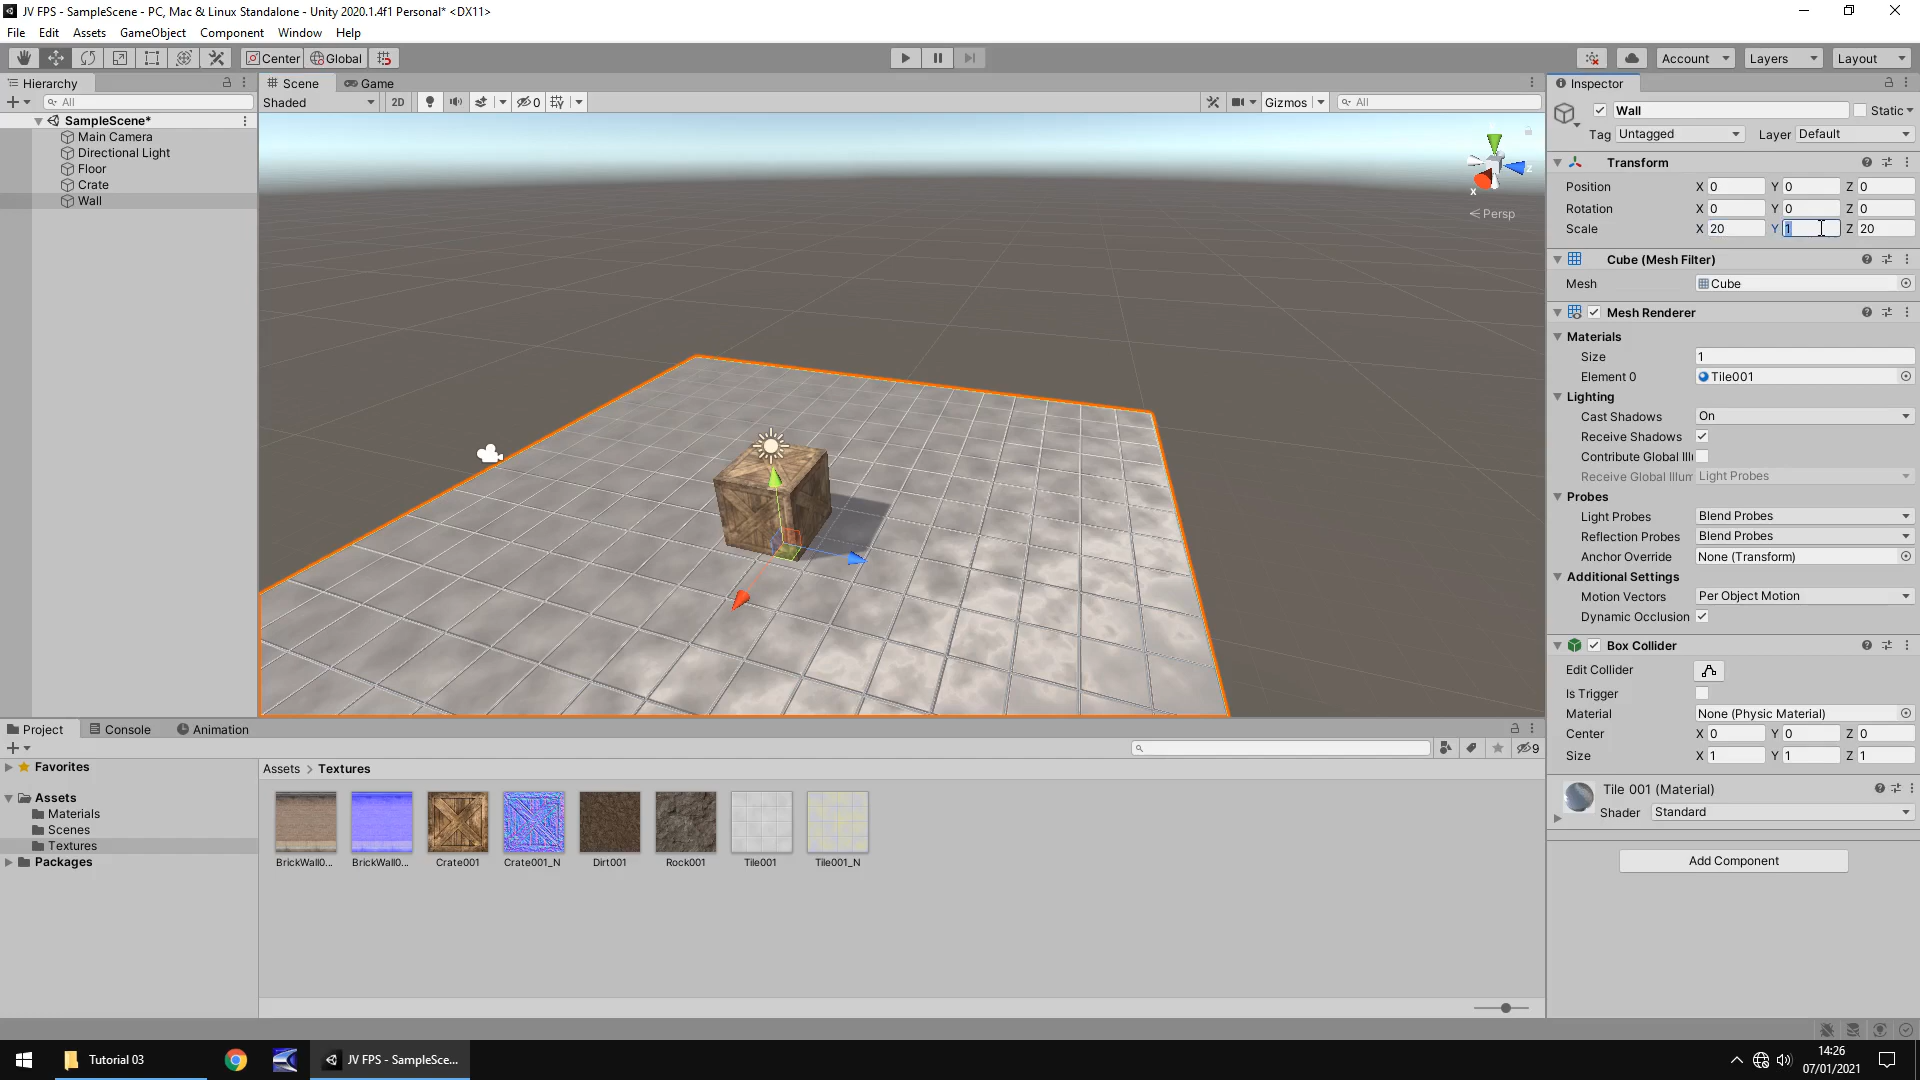 JV FPS - SampleScene - PC, Mac & Linux Standalone - Unity 2020.1.4f1 Personal* <DX11>
File Edit Assets GameObject Component Window Help
Center Global Account Layers Layout
Hierarchy Scene Game Inspector
All Shaded 2D 0 Gizmos All
SampleScene*
Main Camera
Directional Light
Floor
Crate
Wall
x z
Persp
Wall Static
Tag Untagged Layer Default
Transform
Position X 0 Y 0 Z 0
Rotation X 0 Y 0 Z 0
Scale X 20 Y 1 Z 20
Cube (Mesh Filter)
Mesh Cube
Mesh Renderer
Materials
Size 1
Element 0 Tile001
Lighting
Cast Shadows On
Receive Shadows
Contribute Global Illu
Receive Global Illum Light Probes
Probes
Light Probes Blend Probes
Reflection Probes Blend Probes
Anchor Override None (Transform)
Additional Settings
Motion Vectors Per Object Motion
Dynamic Occlusion
Box Collider
Edit Collider
Is Trigger
Material None (Physic Material)
Center X 0 Y 0 Z 0
Size X 1 Y 1 Z 1
Tile 001 (Material)
Shader Standard
Add Component
Project Console Animation
9
Favorites
Assets
Materials
Scenes
Textures
Packages
Assets > Textures
BrickWall0... BrickWall0... Crate001 Crate001_N Dirt001 Rock001 Tile001 Tile001_N
Tutorial 03 JV FPS - SampleSce...
14:26
07/01/2021